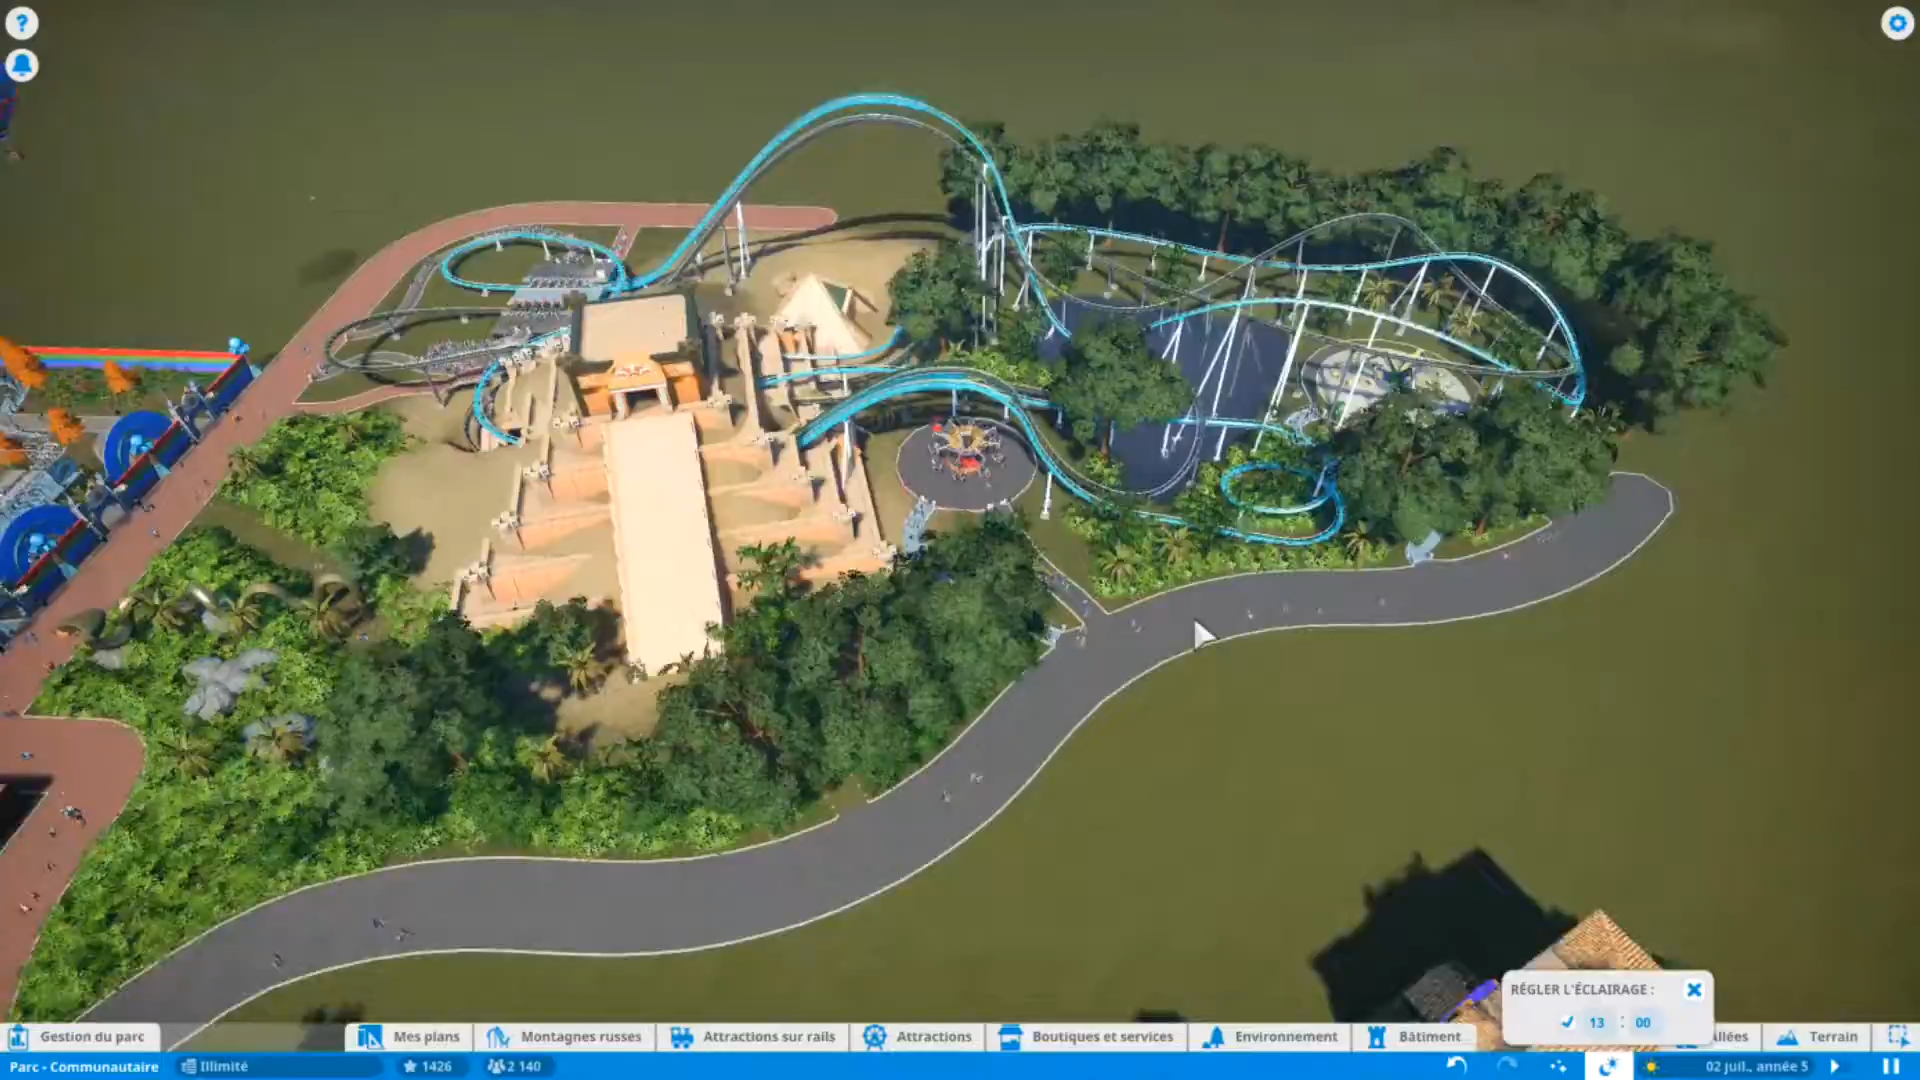 ?
RÉGLER L'ÉCLAIRAGE :
13 : 00
Gestion du parc
Mes plans
Montagnes russes
Attractions sur rails
Attractions
Boutiques et services
Environnement
Bâtiment
llées
Terrain
Parc - Communautaire
Illimité
1426
2 140
02 juil., année 5